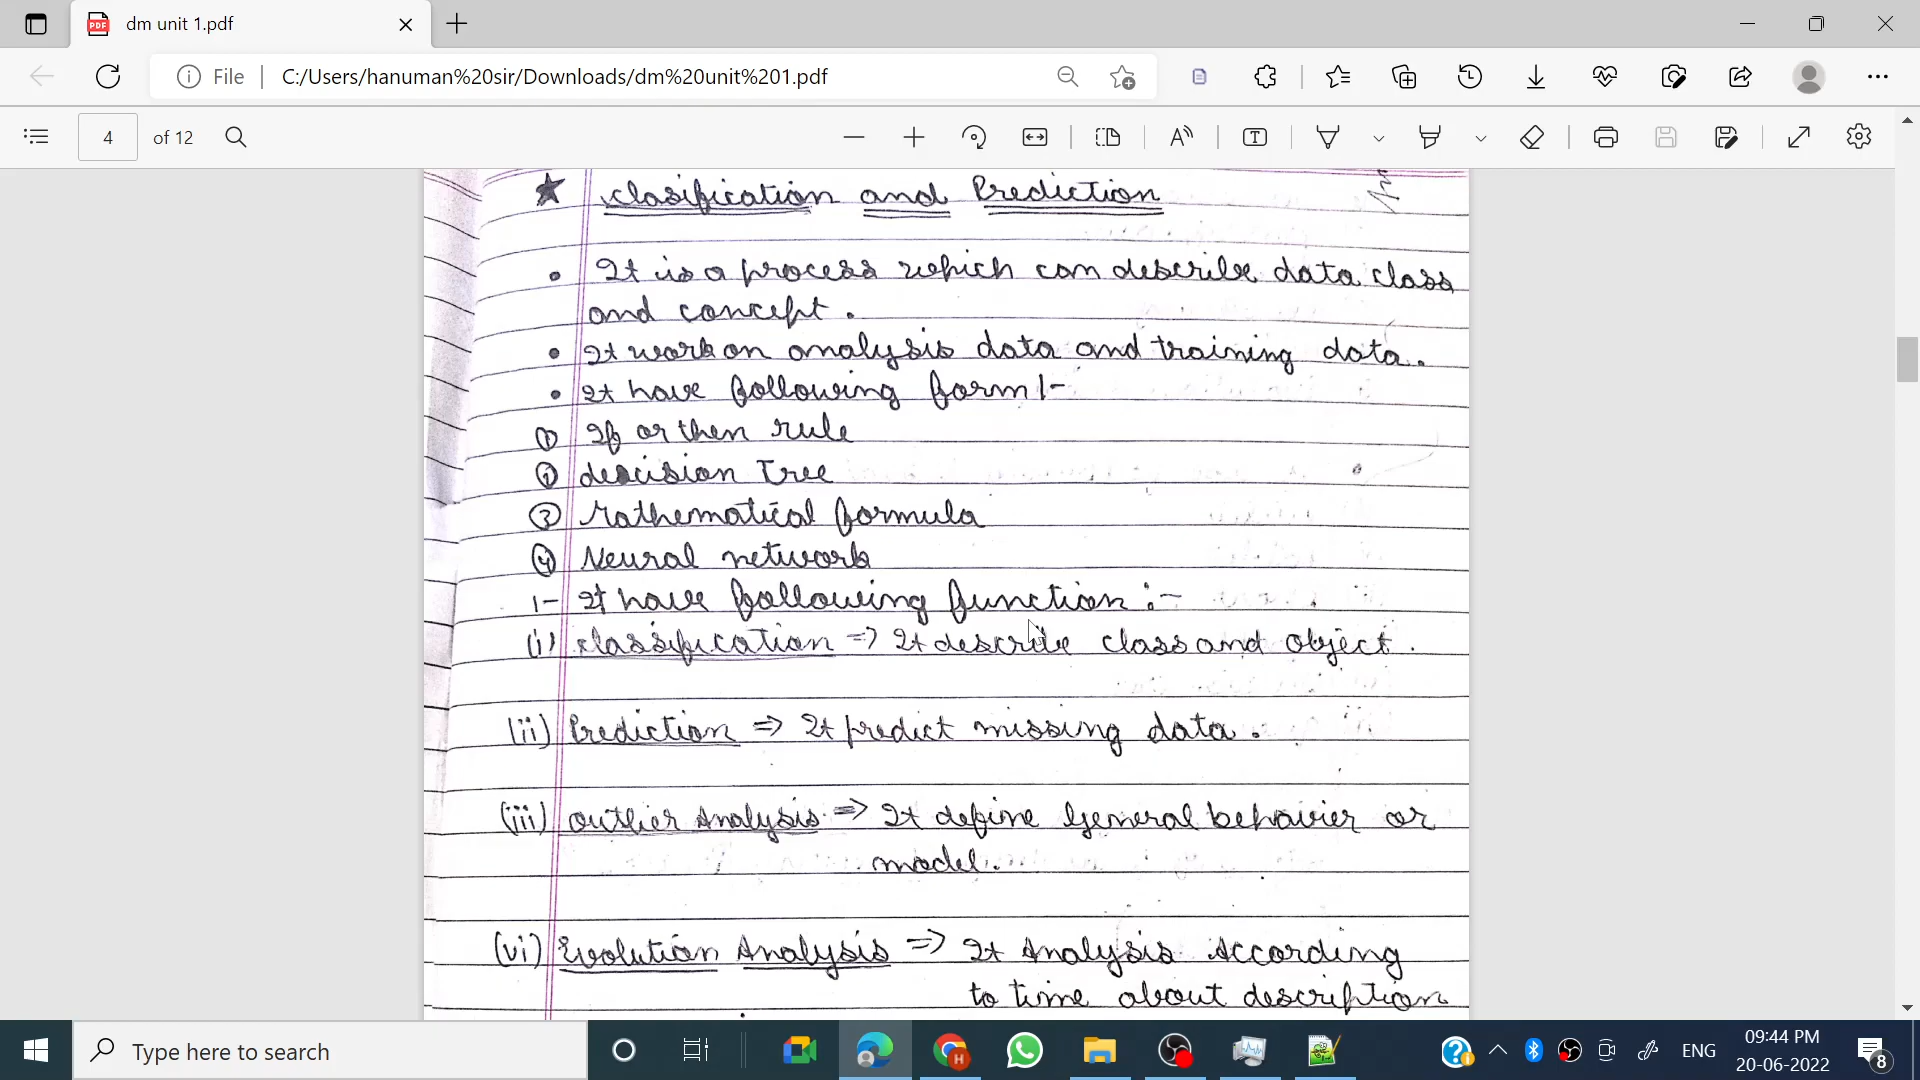 dm unit 1.pdf
File
C:/Users/hanuman%20sir/Downloads/dm%20unit%201.pdf
4 of 12
★ Clasification and Prediction
• It is a process which can describe data class
and concept.
• It work on analysis data and training data.
• It have following form :-
① If or then rule
② decision Tree
③ Mathematical formula
④ Neural network
:- It have following function :-
(i) classification => It describe class and object.
(ii) Prediction => It predict missing data.
(iii) outlier Analysis => It define General behavier or
model.
(vi) Evolution Analysis => It Analysis According
to time about description
Type here to search
ENG
09:44 PM
20-06-2022
8